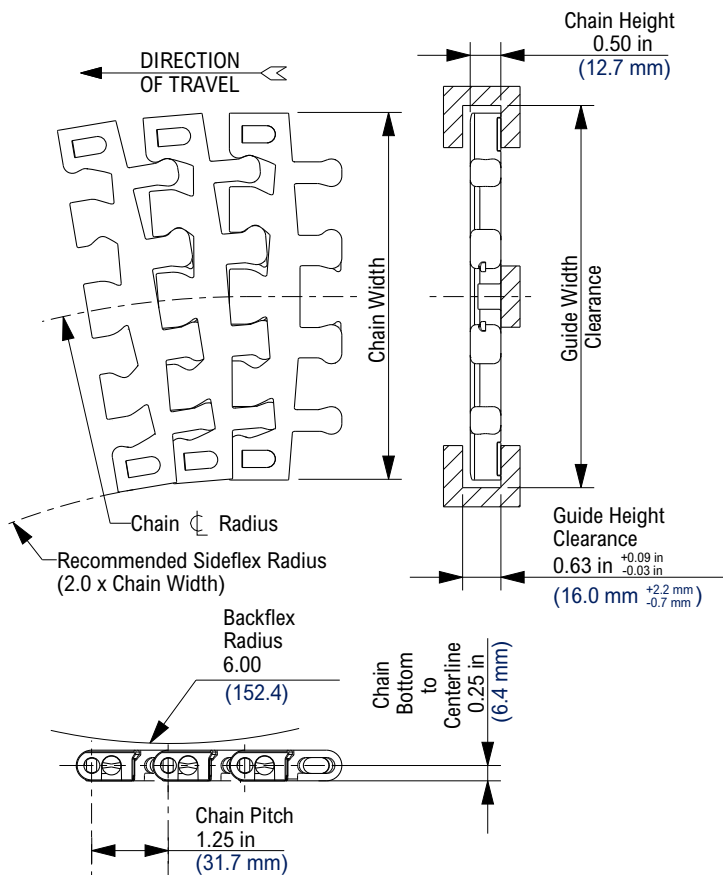 Chain Height
0.50 in
(12.7 mm)
DIRECTION
OF TRAVEL
Chain Width
Guide Width
Clearance
Chain ℄ Radius
Recommended Sideflex Radius
(2.0 x Chain Width)
Guide Height
Clearance
0.63 in +0.09 in -0.03 in
(16.0 mm +2.2 mm -0.7 mm )
Backflex
Radius
6.00
(152.4)
Chain
Bottom
to
Centerline
0.25 in
(6.4 mm)
Chain Pitch
1.25 in
(31.7 mm)